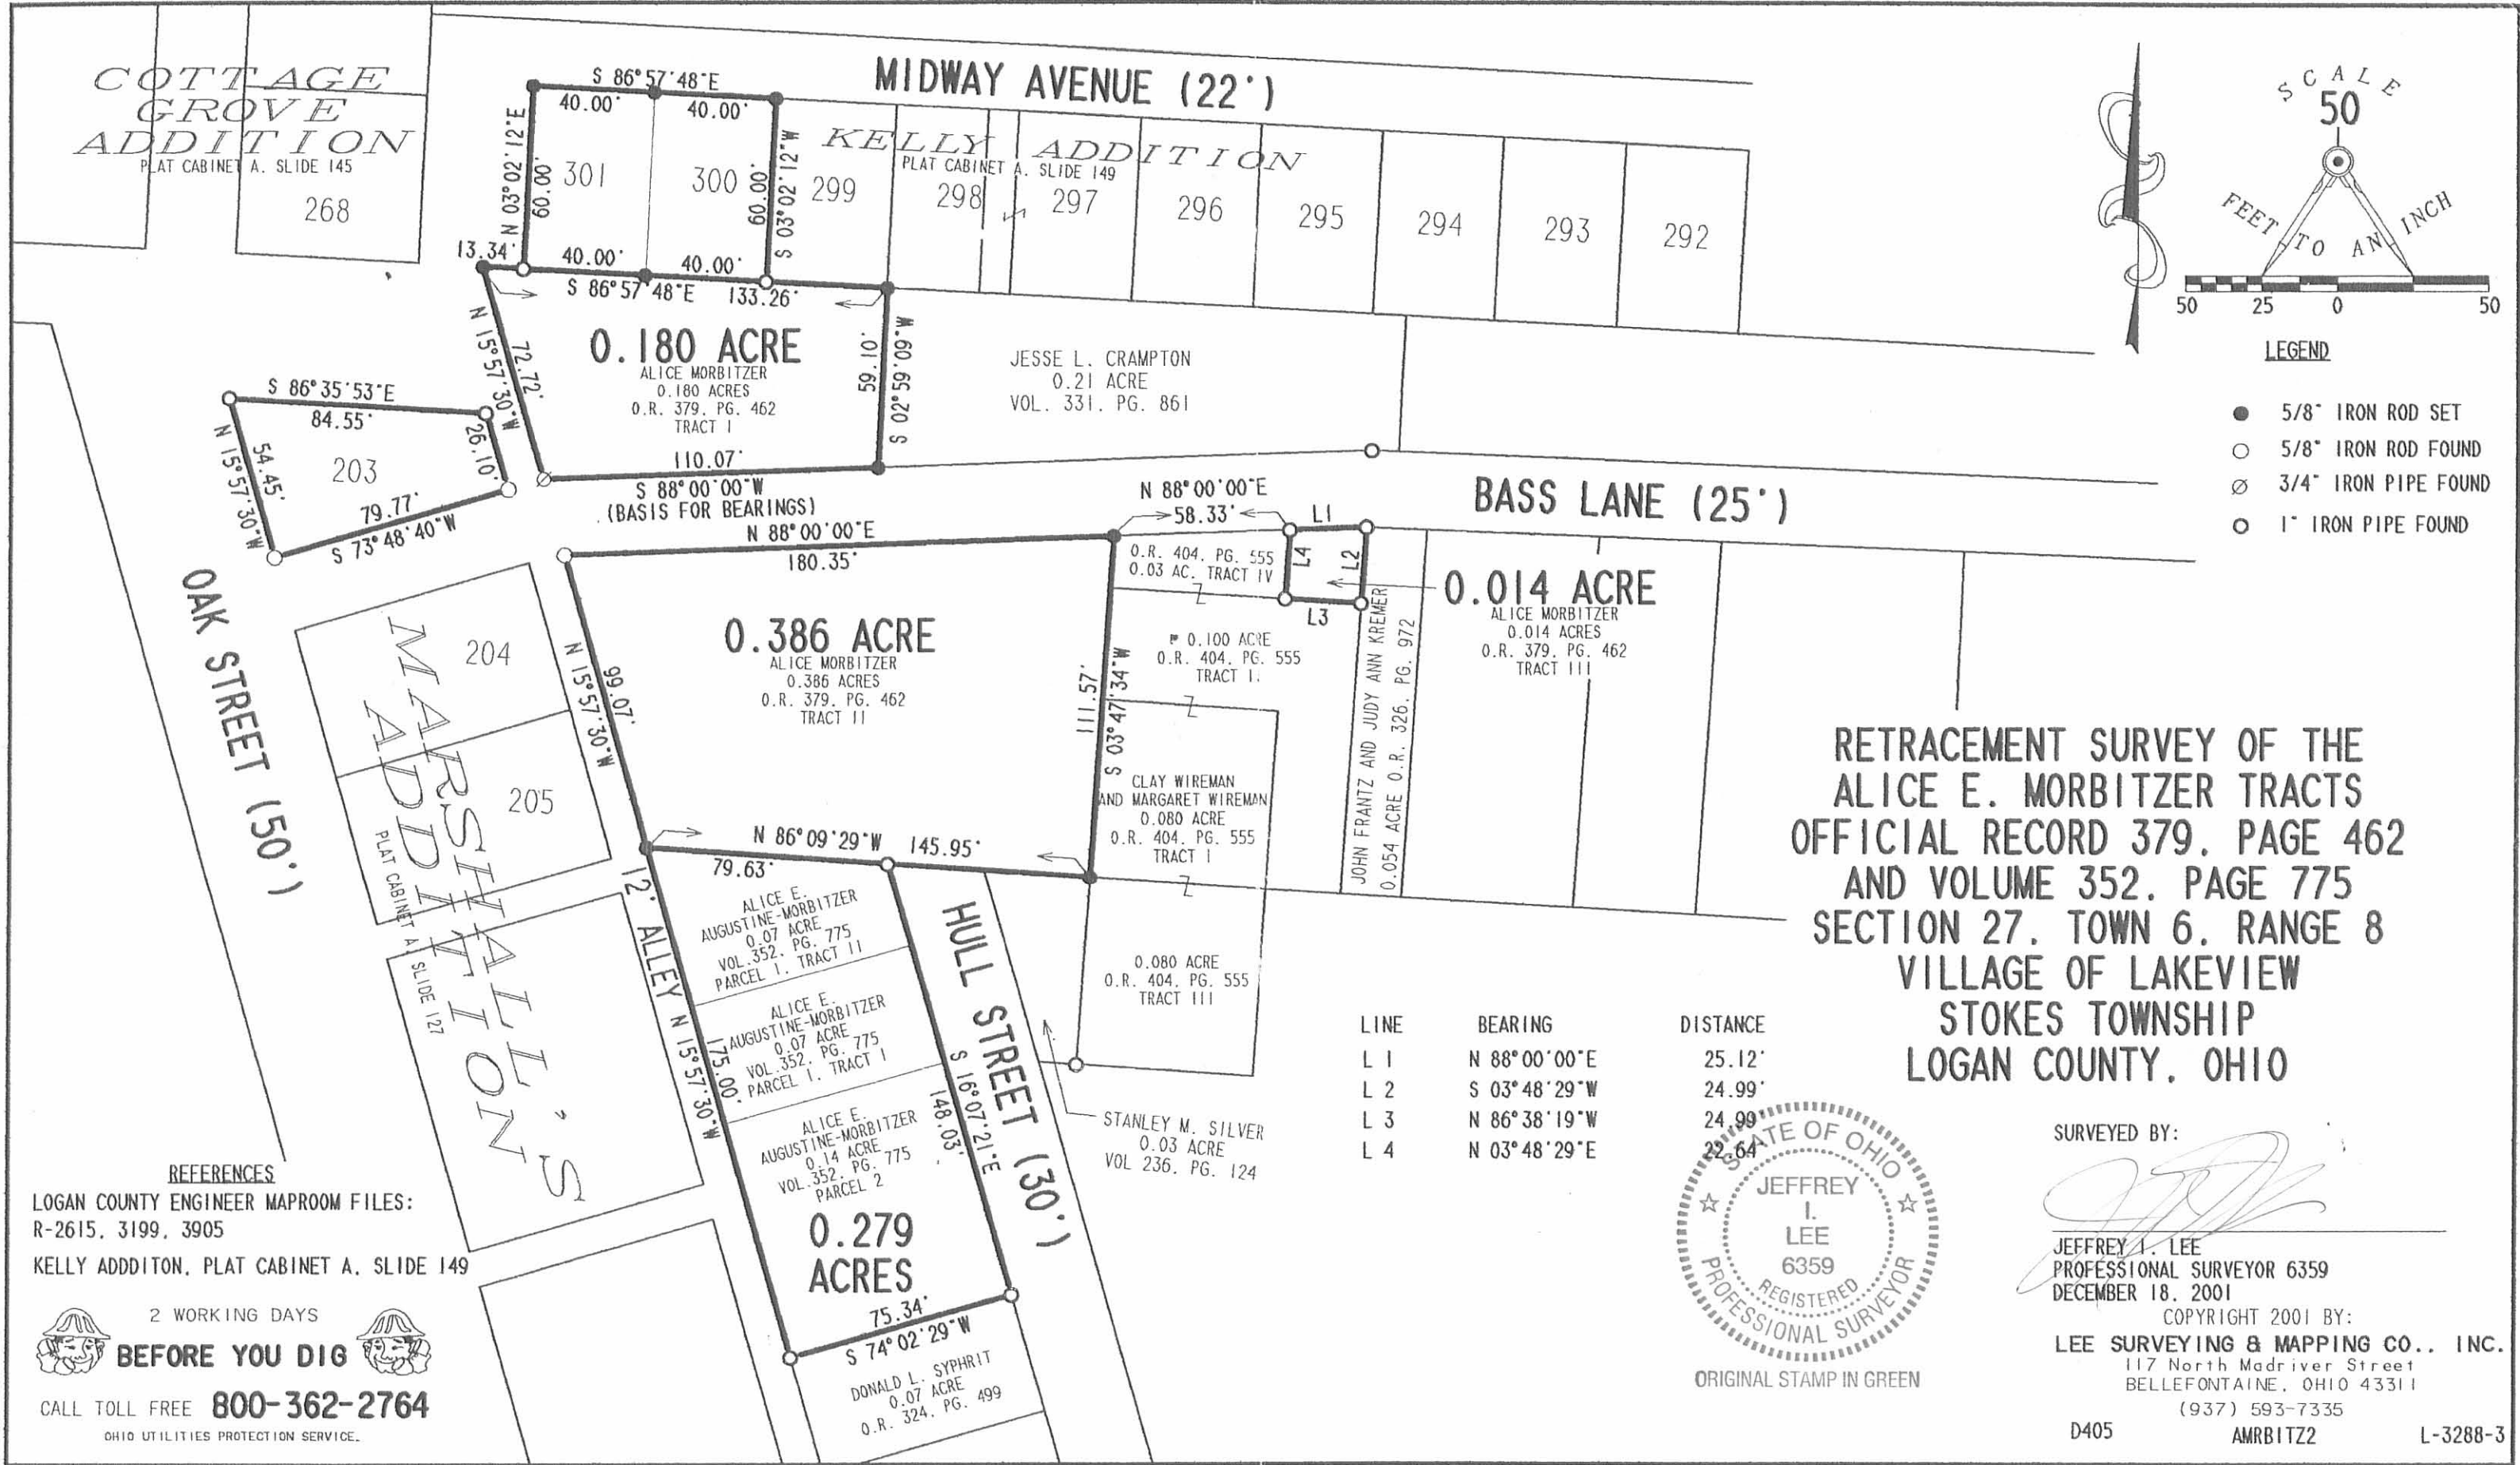 COTTAGE
GROVE
ADDITION
PLAT CABINET A. SLIDE 145
268
MIDWAY AVENUE (22')
S 86°57'48"E
40.00'
40.00'
N 03°02'12"E
60.00'
301
300
60.00'
S 03°02'12"W
KELLY ADDITION
PLAT CABINET A. SLIDE 149
299
298
297
296
295
294
293
292
13.34'
40.00'
40.00'
S 86°57'48"E
133.26'
N 15°57'30"W
72.72'
0.180 ACRE
ALICE MORBITZER
0.180 ACRES
O.R. 379. PG. 462
TRACT I
59.10'
S 02°59'09"W
110.07'
S 88°00'00"W
(BASIS FOR BEARINGS)
JESSE L. CRAMPTON
0.21 ACRE
VOL. 331. PG. 861
SCALE
50
FEET TO AN INCH
50 25 0 50
LEGEND
5/8" IRON ROD SET
5/8" IRON ROD FOUND
3/4" IRON PIPE FOUND
1" IRON PIPE FOUND
S 86°35'53"E
84.55'
26.10'
N 15°57'30"W
54.45'
203
79.77'
S 73°48'40"W
OAK STREET (50')
BASS LANE (25')
N 88°00'00"E
58.33'
L1
L2
L3
L4
N 88°00'00"E
180.35'
O.R. 404. PG. 555
0.03 AC. TRACT IV
0.014 ACRE
ALICE MORBITZER
0.014 ACRES
O.R. 379. PG. 462
TRACT III
0.386 ACRE
ALICE MORBITZER
0.386 ACRES
O.R. 379. PG. 462
TRACT II
N 15°57'30"W
99.07'
111.57'
S 03°47'34"W
0.100 ACRE
O.R. 404. PG. 555
TRACT I.
CLAY WIREMAN
AND MARGARET WIREMAN
0.080 ACRE
O.R. 404. PG. 555
TRACT I
JOHN FRANTZ AND JUDY ANN KREMER
0.054 ACRE O.R. 326. PG. 972
204
205
MARSHALL'S
ADDITION
PLAT CABINET A, SLIDE 127
N 86°09'29"W
145.95'
79.63'
12' ALLEY
N 15°57'30"W
175.00'
ALICE E.
AUGUSTINE-MORBITZER
0.07 ACRE
VOL.352. PG. 775
PARCEL 1. TRACT II
ALICE E.
AUGUSTINE-MORBITZER
0.07 ACRE
VOL.352. PG. 775
PARCEL 1. TRACT I
ALICE E.
AUGUSTINE-MORBITZER
0.14 ACRE
VOL.352. PG. 775
PARCEL 2
0.279
ACRES
HULL STREET (30')
S 16°07'21"E
148.03'
75.34'
S 74°02'29"W
DONALD L. SYPHRIT
0.07 ACRE
O.R. 324. PG. 499
0.080 ACRE
O.R. 404. PG. 555
TRACT III
STANLEY M. SILVER
0.03 ACRE
VOL 236. PG. 124
RETRACEMENT SURVEY OF THE
ALICE E. MORBITZER TRACTS
OFFICIAL RECORD 379. PAGE 462
AND VOLUME 352. PAGE 775
SECTION 27. TOWN 6. RANGE 8
VILLAGE OF LAKEVIEW
STOKES TOWNSHIP
LOGAN COUNTY. OHIO
LINE BEARING DISTANCE
L 1 N 88°00'00"E 25.12'
L 2 S 03°48'29"W 24.99'
L 3 N 86°38'19"W 24.99'
L 4 N 03°48'29"E 22.64'
STATE OF OHIO
JEFFREY
I.
LEE
6359
REGISTERED
PROFESSIONAL SURVEYOR
ORIGINAL STAMP IN GREEN
SURVEYED BY:
JEFFREY I. LEE
PROFESSIONAL SURVEYOR 6359
DECEMBER 18. 2001
COPYRIGHT 2001 BY:
LEE SURVEYING & MAPPING CO.. INC.
117 North Madriver Street
BELLEFONTAINE. OHIO 43311
(937) 593-7335
D405 AMRBITZ2 L-3288-3
REFERENCES
LOGAN COUNTY ENGINEER MAPROOM FILES:
R-2615. 3199. 3905
KELLY ADDDITON. PLAT CABINET A. SLIDE 149
2 WORKING DAYS
BEFORE YOU DIG
CALL TOLL FREE 800-362-2764
OHIO UTILITIES PROTECTION SERVICE.